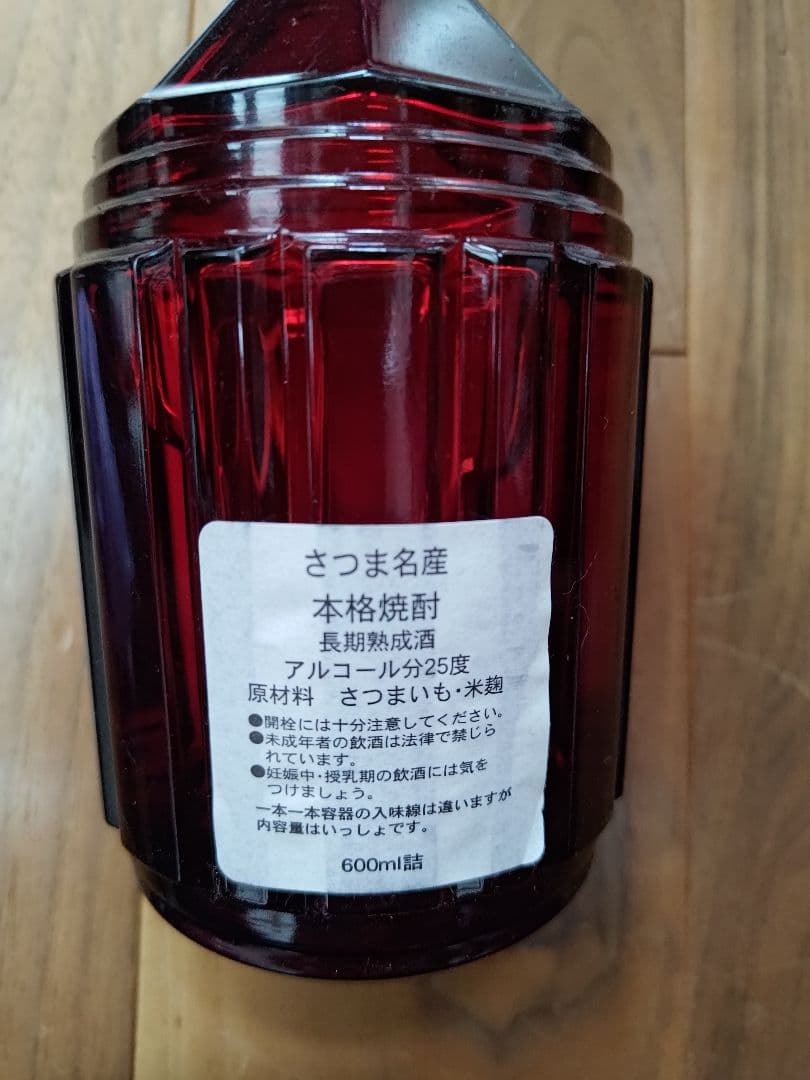 さつま名産
本格焼酎
長期熟成酒
アルコール分25度
原材料　さつまいも・米麹
●開栓には十分注意してください。
●未成年者の飲酒は法律で禁じら
れています。
●妊娠中・授乳期の飲酒には気を
つけましょう。
一本一本容器の入味線は違いますが
内容量はいっしょです。
600ml詰